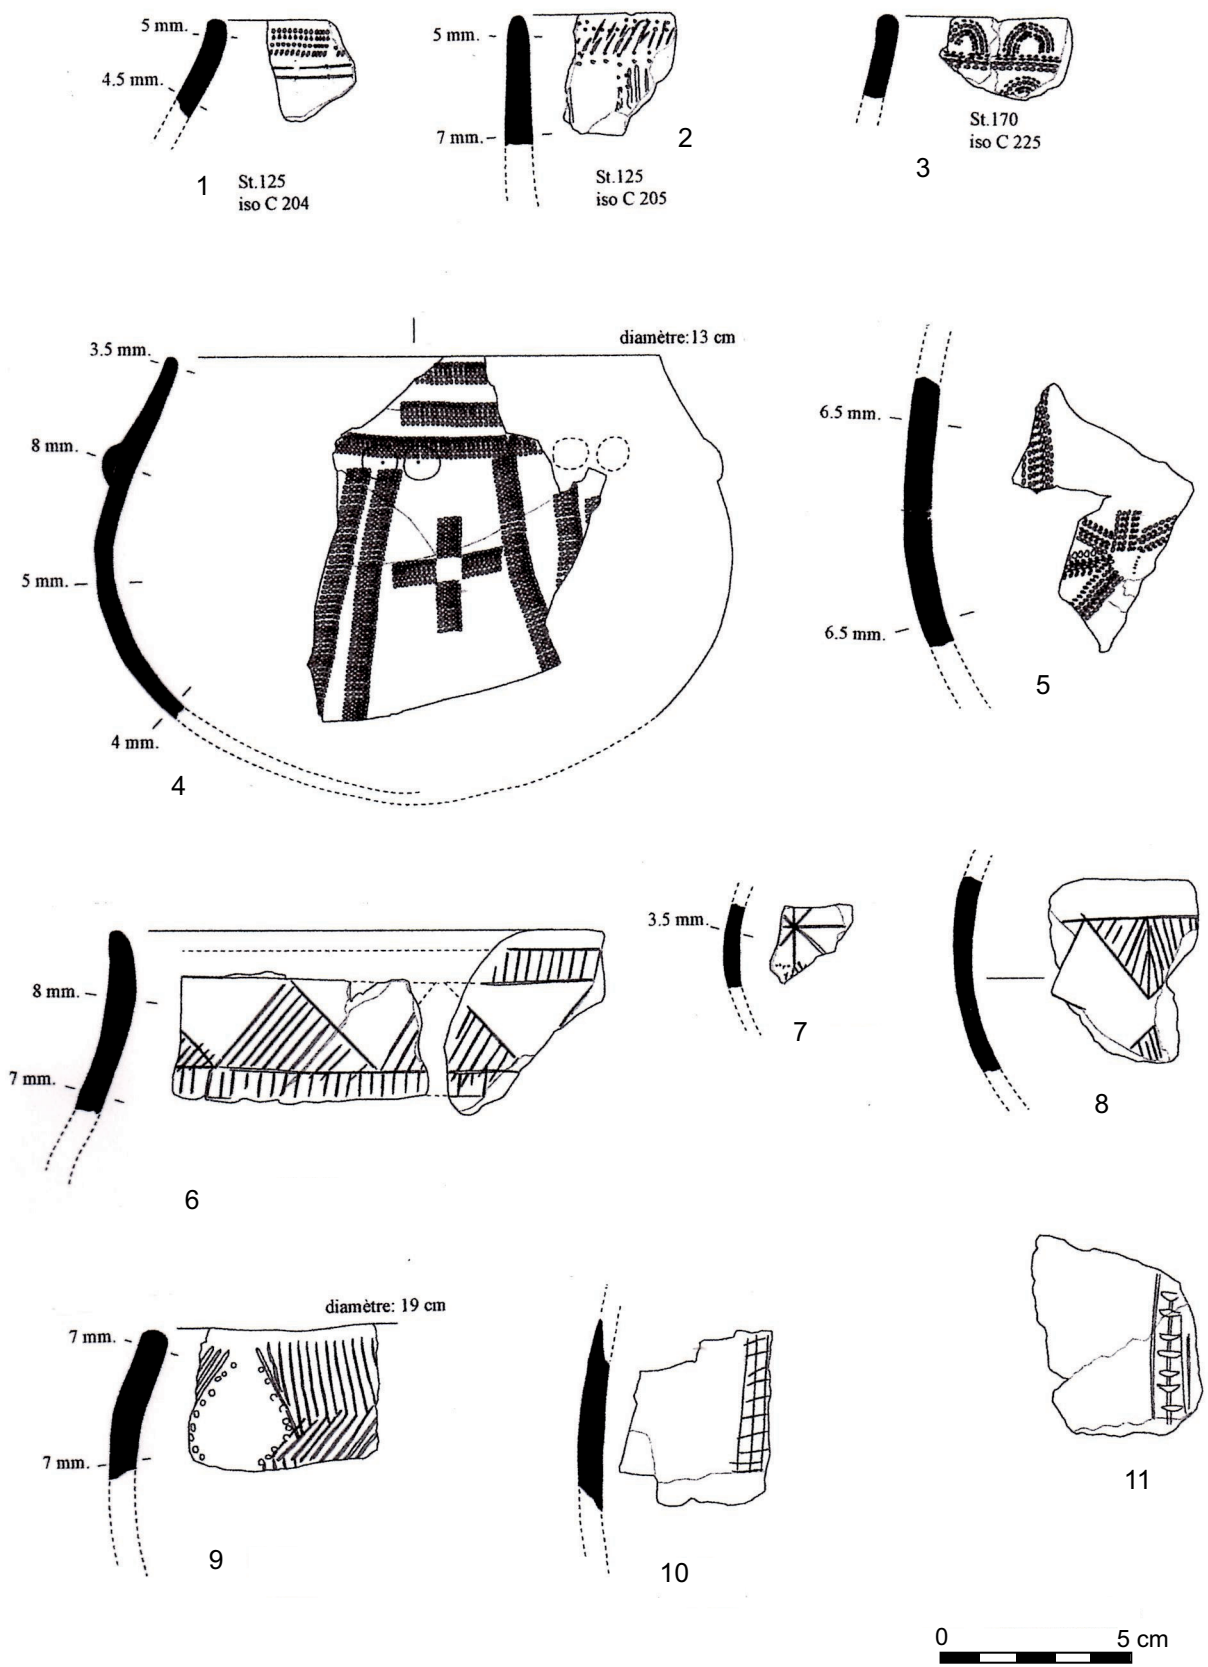 5 mm.
4.5 mm.
1
St.125
iso C 204
5 mm.
7 mm.
2
St.125
iso C 205
3
St.170
iso C 225
3.5 mm.
diamètre:13 cm
8 mm.
5 mm.
4 mm.
4
6.5 mm.
6.5 mm.
5
8 mm.
7 mm.
6
3.5 mm.
7
8
diamètre: 19 cm
7 mm.
7 mm.
9
10
11
0 5 cm